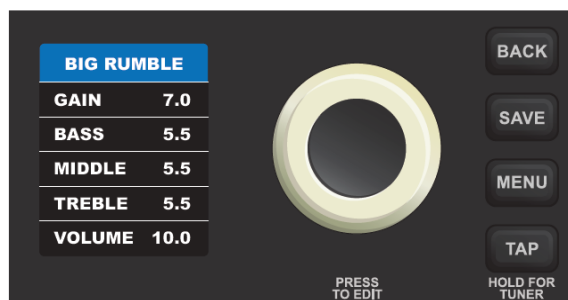 BIG RUMBLE
GAIN 7.0
BASS 5.5
MIDDLE 5.5
TREBLE 5.5
VOLUME 10.0
PRESS
TO EDIT
BACK
SAVE
MENU
TAP
HOLD FOR
TUNER